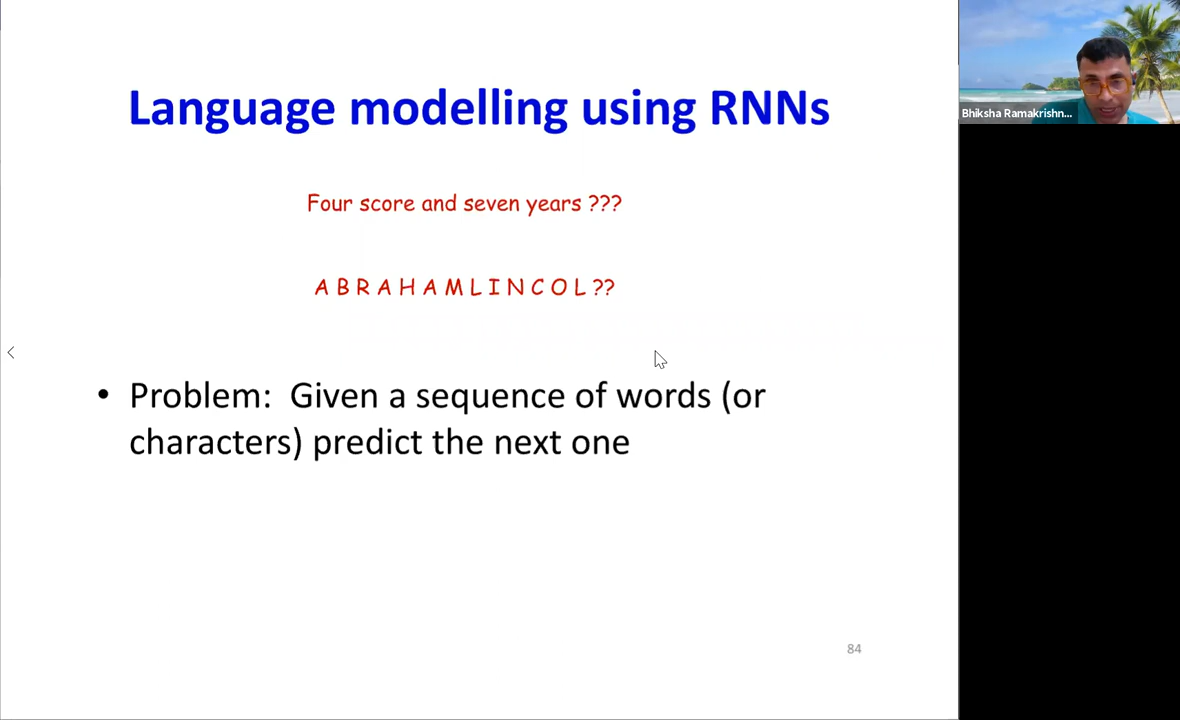 Language modelling using RNNs
Four score and seven years ???
A B R A H A M L I N C O L ??
• Problem: Given a sequence of words (or
characters) predict the next one
84
Bhiksha Ramakrishn...